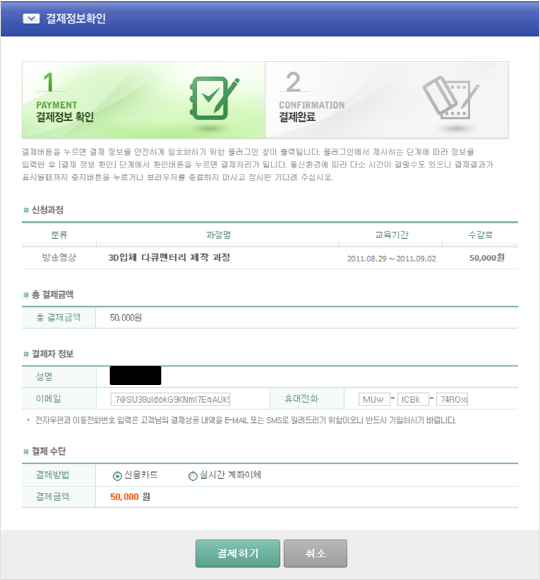 결제정보확인
1
PAYMENT
결제정보 확인
2
CONFIRMATION
결제완료
결제버튼을 누르면 결제 정보를 안전하게 암호화하기 위한 플러그인 창이 출력됩니다. 플러그인에서 제시하는 단계에 따라 정보를
입력한 후 [결제 정보 확인] 단계에서 확인버튼을 누르면 결제처리가 됩니다. 통신환경에 따라 다소 시간이 걸릴수도 있으니 결제결과가
표시될때까지 중지버튼을 누르거나 브라우저를 종료하지 마시고 잠시만 기다려 주십시오.
신청과정
분류 과정명 교육기간 수강료
방송영상 3D입체 다큐멘터리 제작 과정 2011.08.29 ~ 2011.09.02 50,000원
총 결제금액
총 결제금액 50,000원
결제자 정보
성명
이메일 휴대전화 MUw - ICBk -
전자우편과 이동전화번호 입력은 고객님의 결제성공 내역을 E-MAIL 또는 SMS로 알려드리기 위함이오니 반드시 기입하시기 바랍니다.
결제 수단
결제방법 신용카드 실시간 계좌이체
결제금액 50,000 원
결제하기 취소